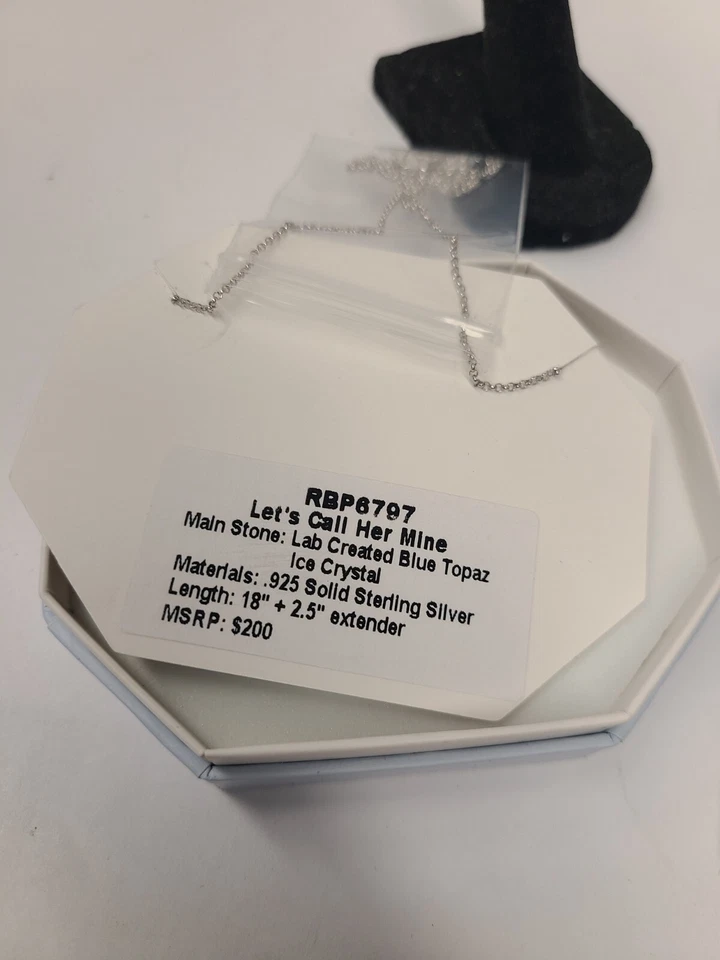 RBP6797
Let's Call Her Mine
Main Stone: Lab Created Blue Topaz
Ice Crystal
Materials: .925 Solid Sterling Silver
Length: 18" + 2.5" extender
MSRP: $200